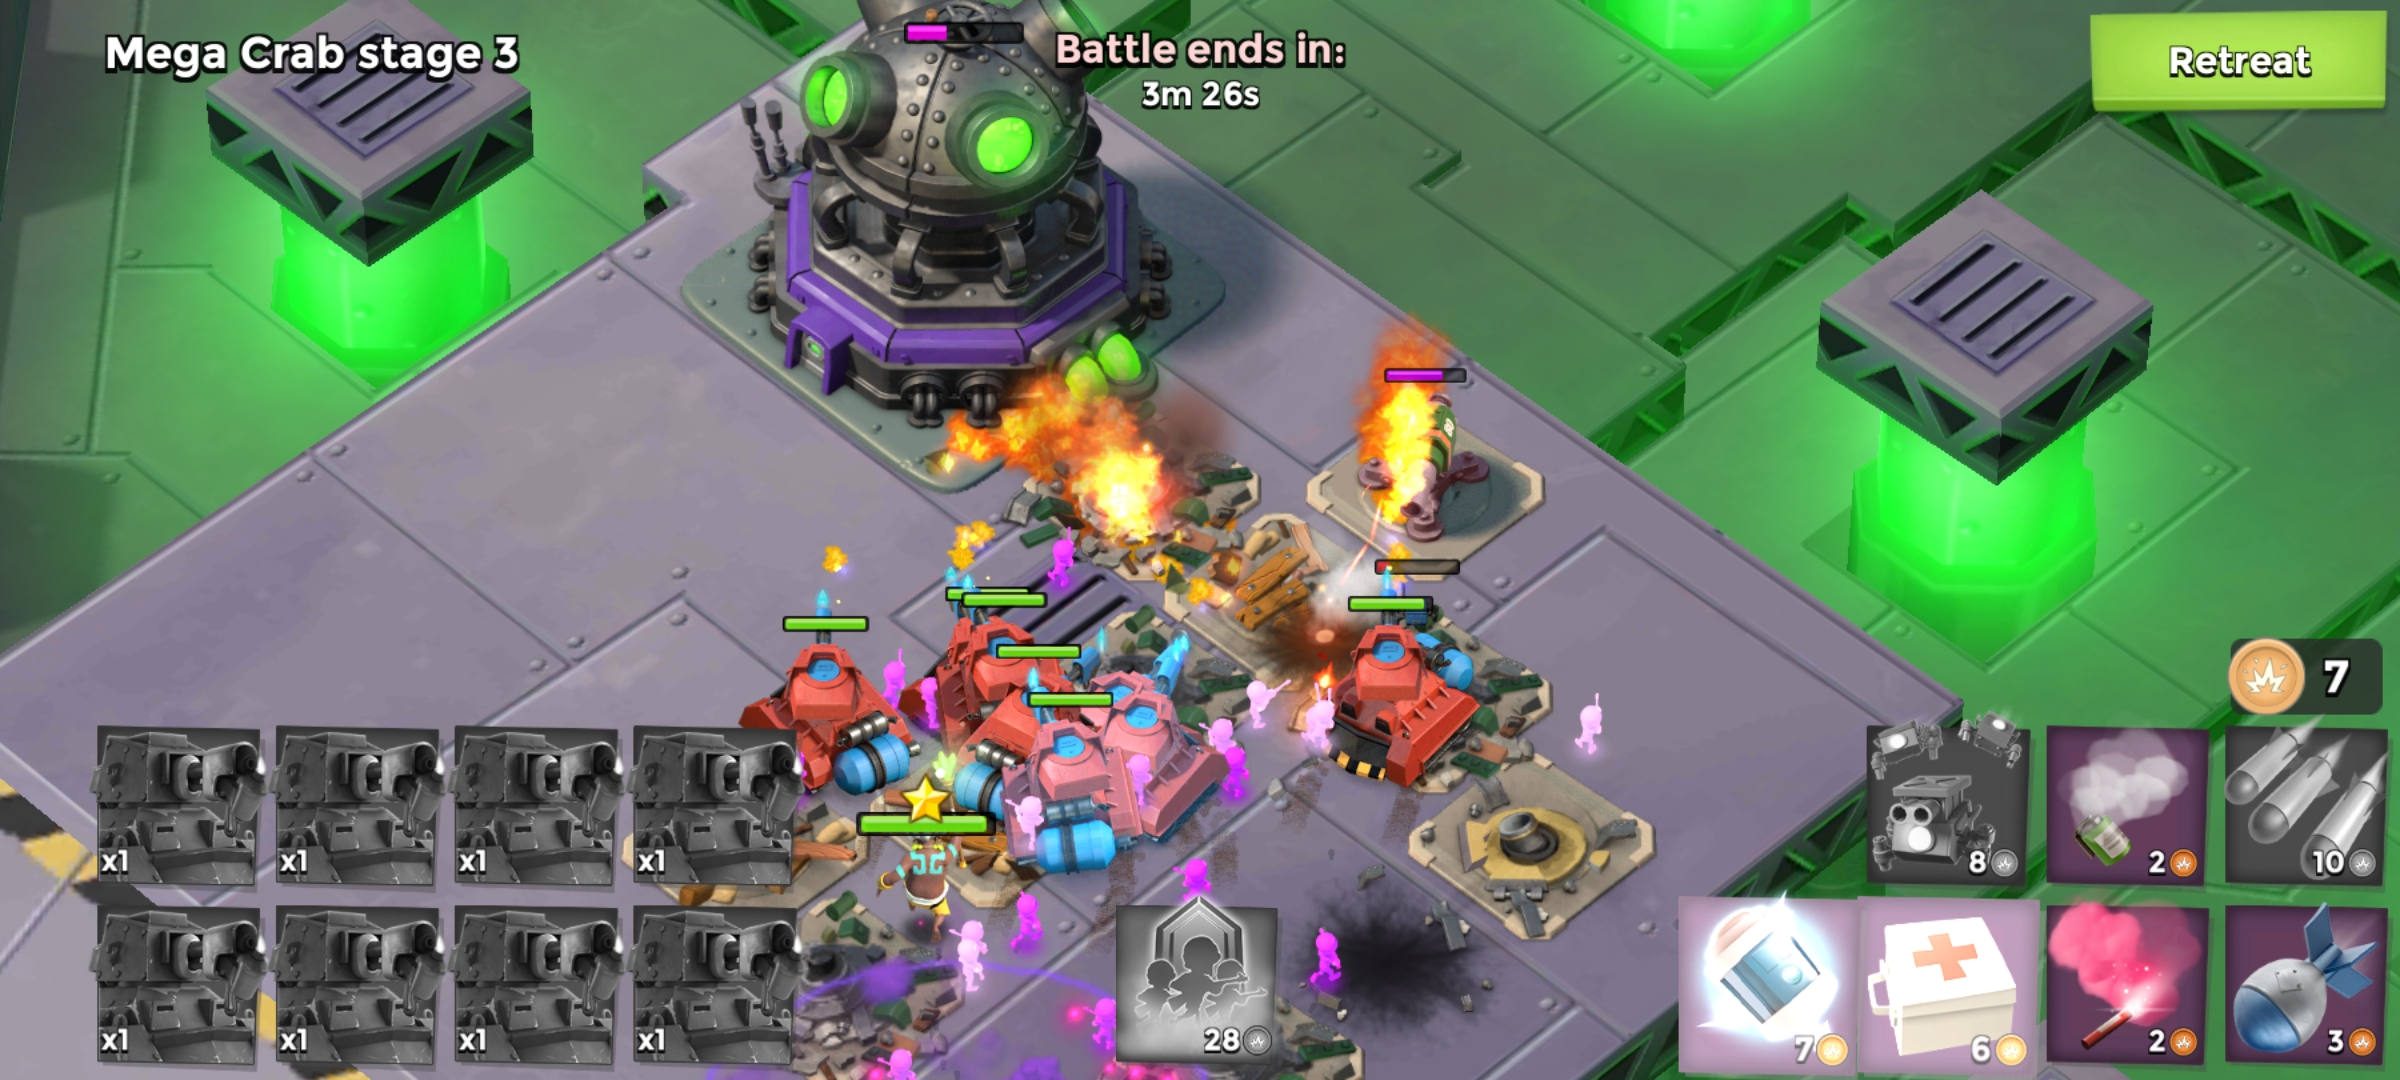 Mega Crab stage 3
Battle ends in:
3m 26s
Retreat
7
x1
x1
x1
x1
8
2
10
x1
x1
x1
x1
28
7
6
2
3